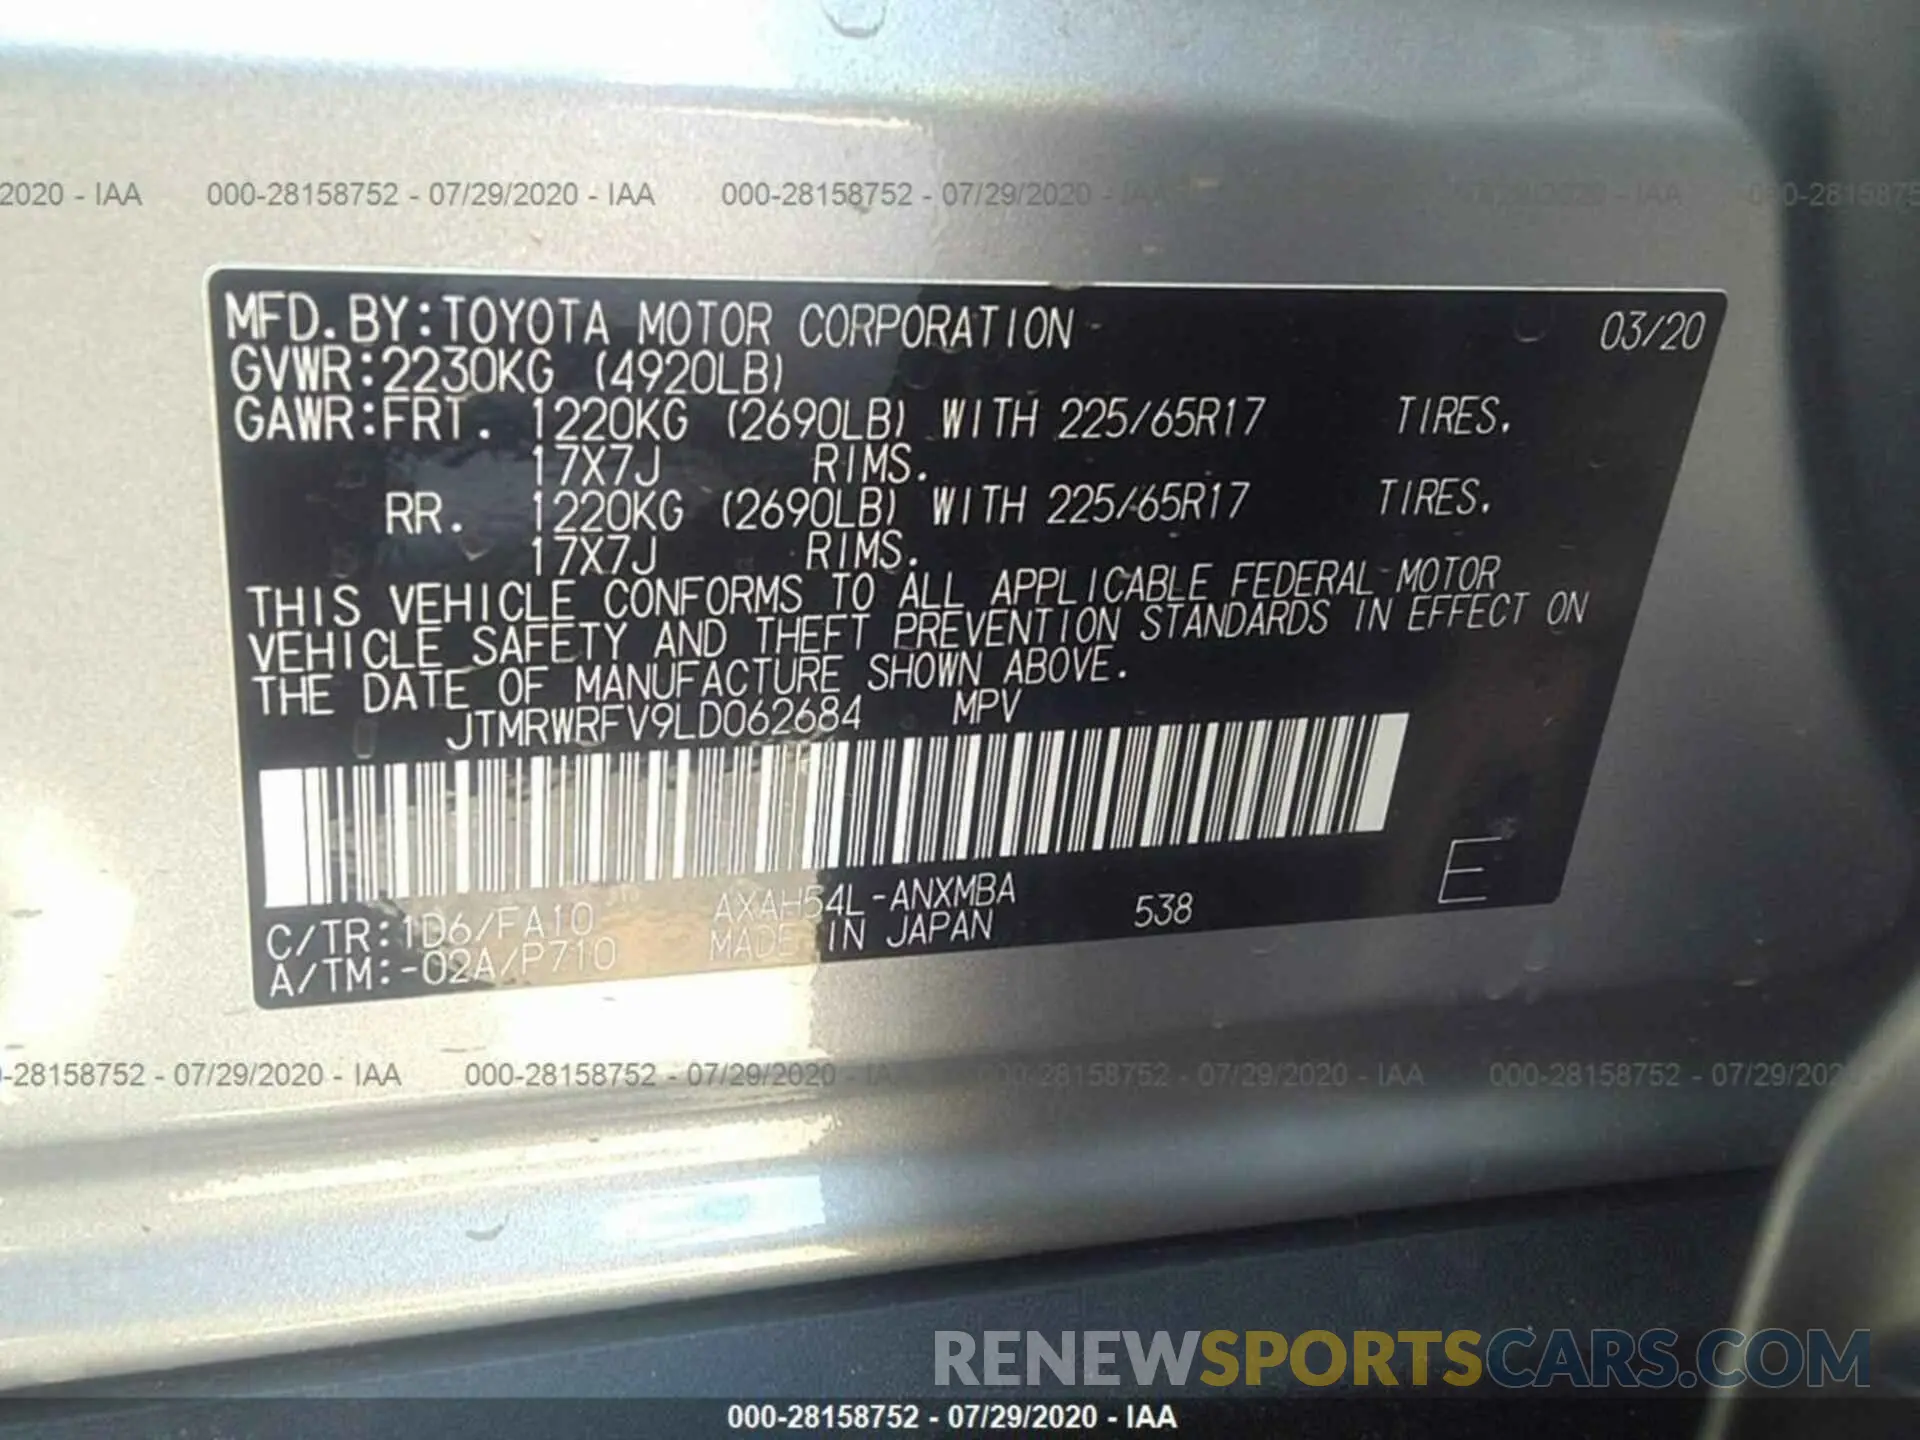 2020 - IAA 000-28158752 - 07/29/2020 - IAA 000-28158752 - 07/29/2020 - IAA
MFD.BY:TOYOTA MOTOR CORPORATION 03/20
GVWR:2230KG (4920LB)
GAWR:FRT. 1220KG (2690LB) WITH 225/65R17 TIRES.
17X7J RIMS.
RR. 1220KG (2690LB) WITH 225/65R17 TIRES.
17X7J RIMS.
THIS VEHICLE CONFORMS TO ALL APPLICABLE FEDERAL MOTOR
VEHICLE SAFETY AND THEFT PREVENTION STANDARDS IN EFFECT ON
THE DATE OF MANUFACTURE SHOWN ABOVE.
JTMRWRFV9LD062684 MPV
C/TR:1D6/FA10 AXAH54L-ANXMBA 538 E
A/TM:-02A/P710 MADE IN JAPAN
-28158752 - 07/29/2020 - IAA 000-28158752 - 07/29/2020 - IAA 000-28158752 - 07/29/2020 - IAA 000-28158752 - 07/29/202
RENEWSPORTSCARS.COM
000-28158752 - 07/29/2020 - IAA